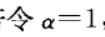 令 α=1,